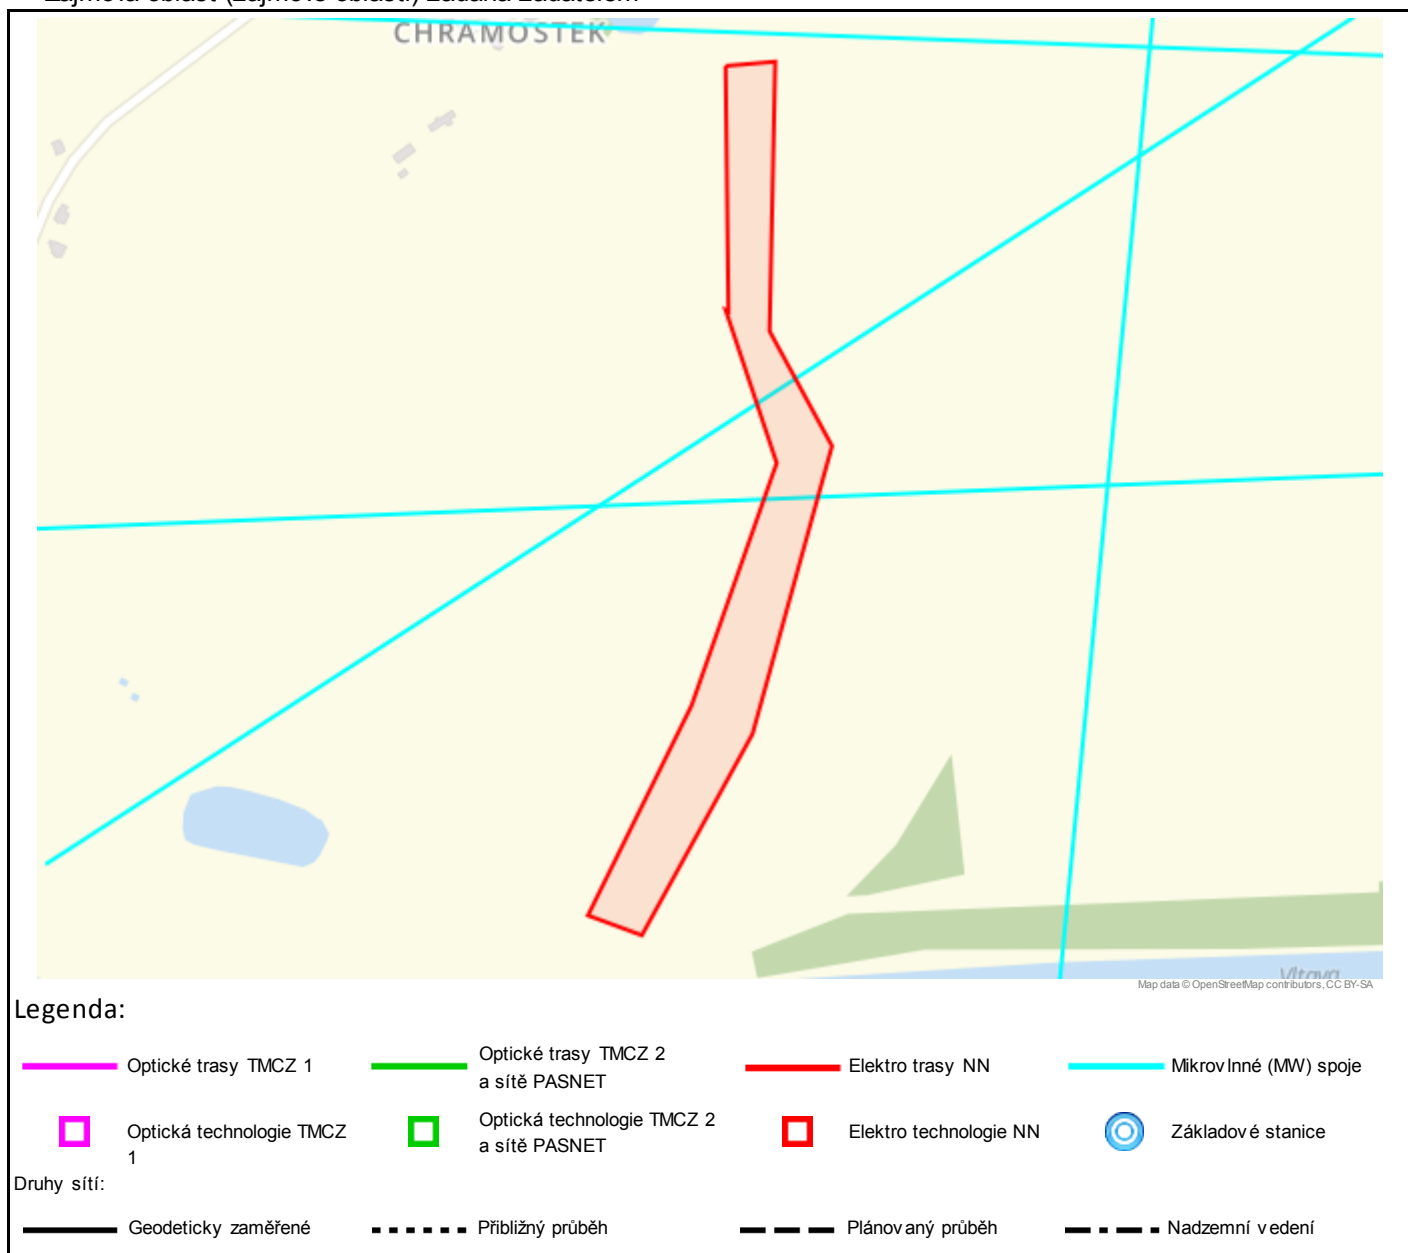 CHRAMOSTEK
Vltava
Map data © OpenStreetMap contributors, CC BY-SA
Legenda:
Optické trasy TMCZ 1
Optické trasy TMCZ 2
a sítě PASNET
Elektro trasy NN
Mikrovlnné (MW) spoje
Optická technologie TMCZ
1
Optická technologie TMCZ 2
a sítě PASNET
Elektro technologie NN
Základové stanice
Druhy sítí:
Geodeticky zaměřené
Přibližný průběh
Plánovaný průběh
Nadzemní vedení